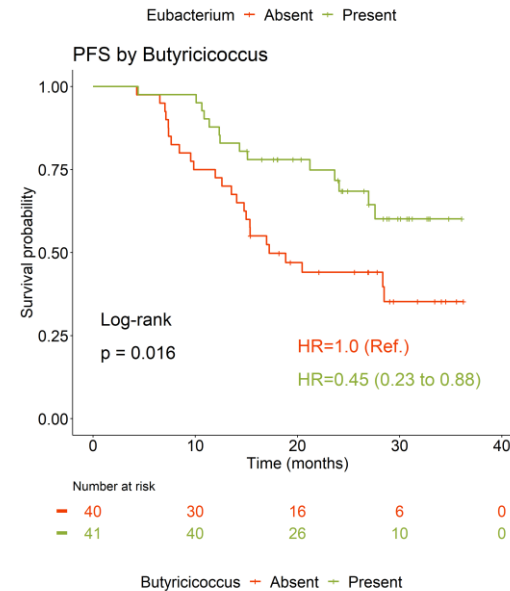 Eubacterium Absent Present
PFS by Butyricicoccus
1.00
0.75
0.50
0.25
0.00
Survival probability
Log-rank
p = 0.016
HR=1.0 (Ref.)
HR=0.45 (0.23 to 0.88)
0 10 20 30 40
Time (months)
Number at risk
40 30 16 6 0
41 40 26 10 0
Butyricicoccus Absent Present